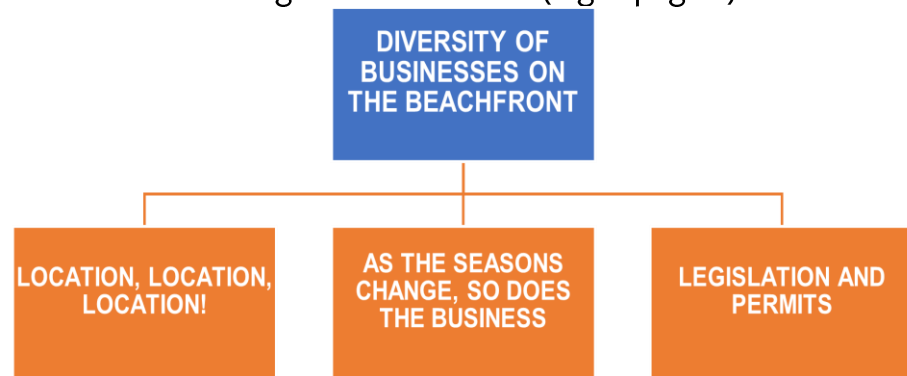 DIVERSITY OF
BUSINESSES ON
THE BEACHFRONT
LOCATION, LOCATION,
LOCATION!
AS THE SEASONS
CHANGE, SO DOES
THE BUSINESS
LEGISLATION AND
PERMITS